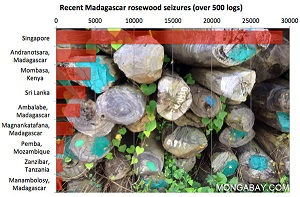 Recent Madagascar rosewood seizures (over 500 logs)
0 5000 10000 15000 20000 25000 30000
Singapore
Andranotsara,
Madagascar
Mombasa,
Kenya
Sri Lanka
Ambalabe,
Madagascar
Magnankatafana,
Madagascar
Pemba,
Mozambique
Zanzibar,
Tanzania
Manambolosy,
Madagascar
MONGABAY.COM